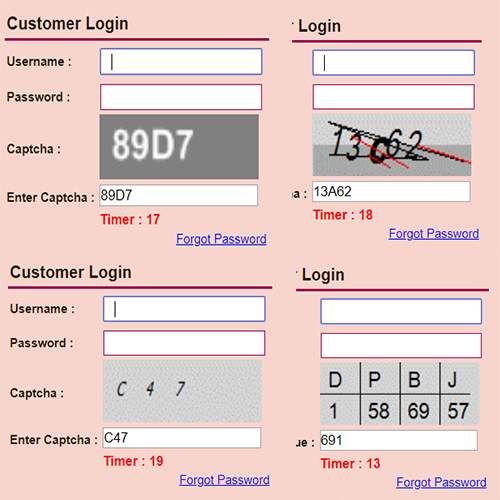 Customer Login
Username :
Password :
Captcha :
89D7
Enter Captcha : 89D7
Timer : 17
Forgot Password
r Login
13c62
a : 13A62
Timer : 18
Forgot Password
Customer Login
Username :
Password :
Captcha :
C 4 7
Enter Captcha : C47
Timer : 19
Forgot Password
r Login
D P B J
1 58 69 57
ue : 691
Timer : 13
Forgot Password